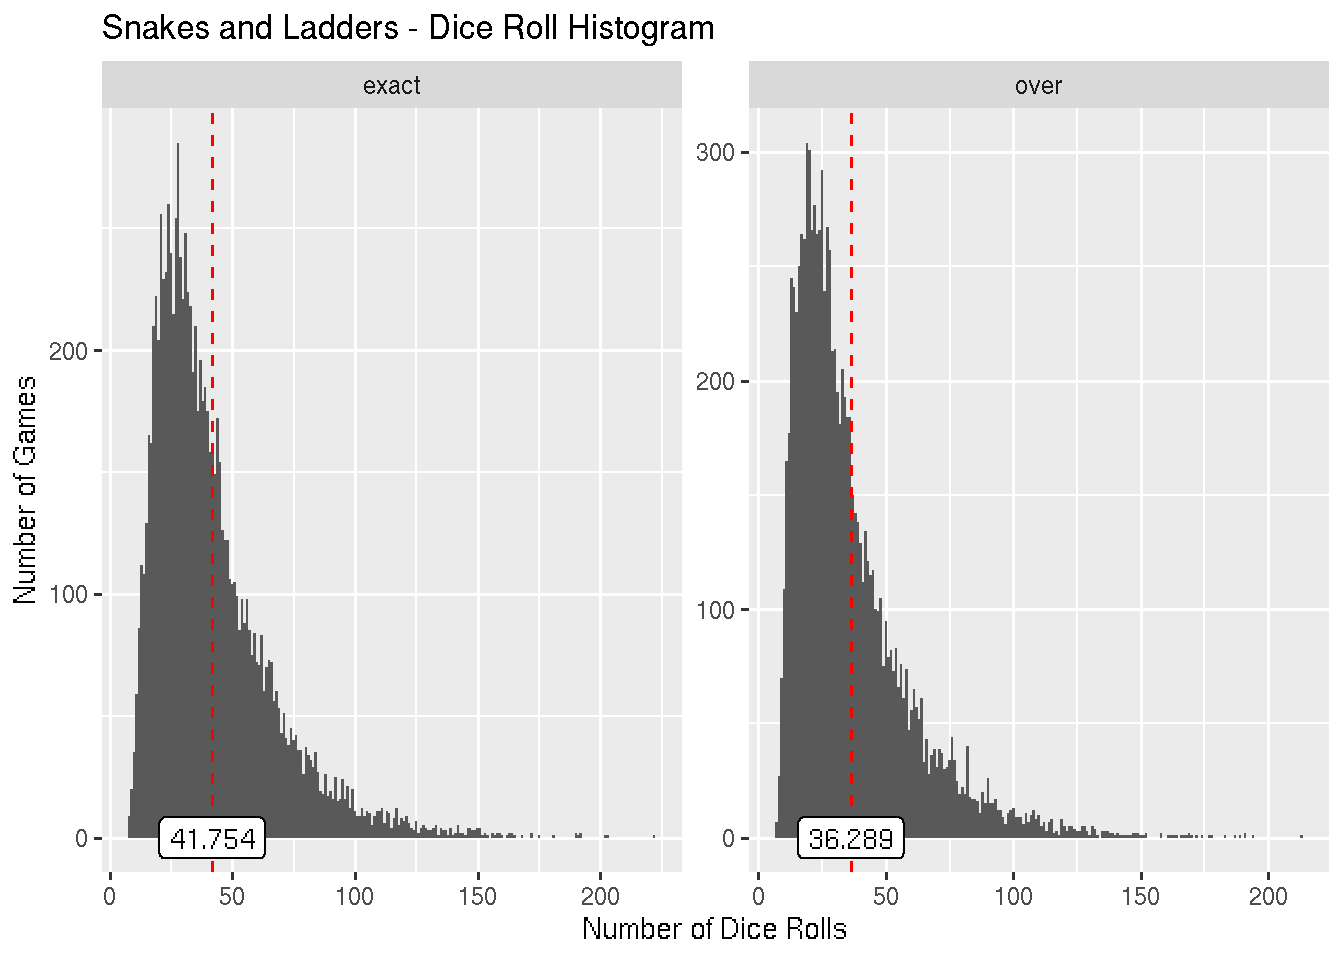 Snakes and Ladders - Dice Roll Histogram
exact
over
Number of Games
200
100
0
300
200
100
0
41.754
36.289
0 50 100 150 200
0 50 100 150 200
Number of Dice Rolls